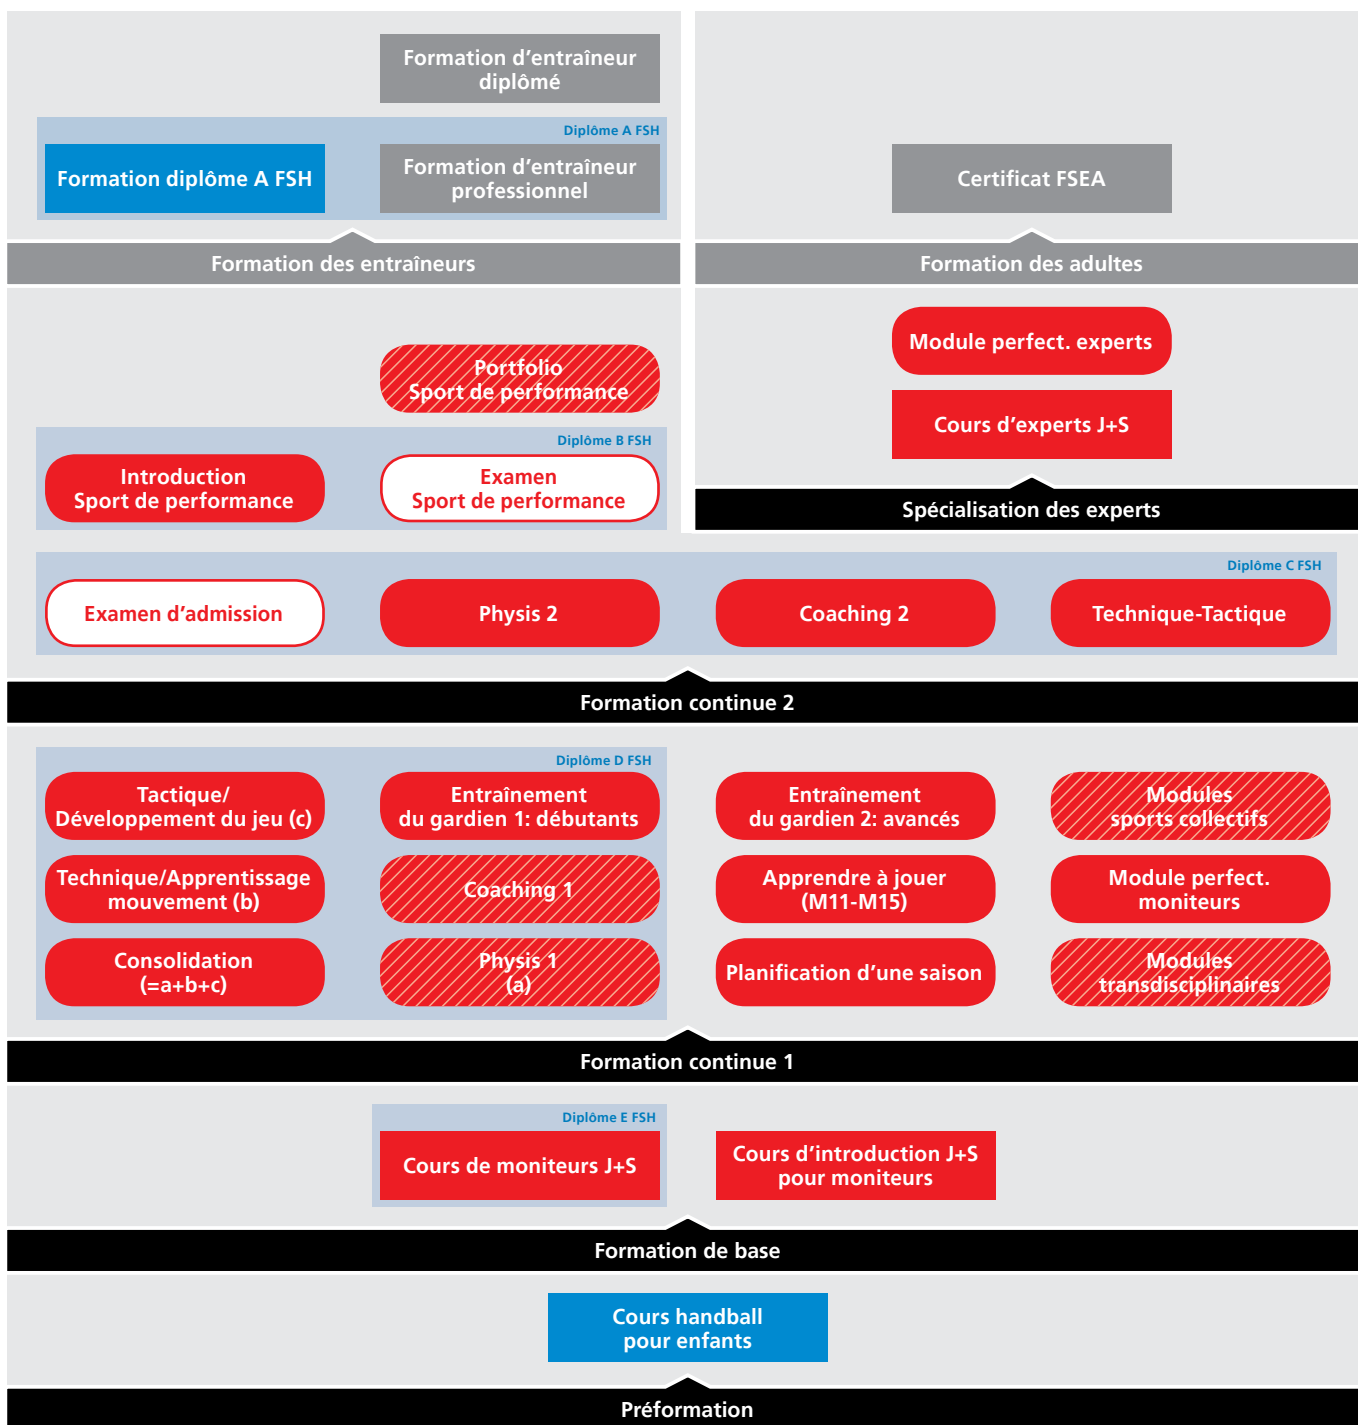 Formation d’entraîneur
diplômé
Diplôme A FSH
Formation diplôme A FSH
Formation d’entraîneur
professionnel
Certificat FSEA
Formation des entraîneurs
Formation des adultes
Module perfect. experts
Portfolio
Sport de performance
Cours d’experts J+S
Diplôme B FSH
Introduction
Sport de performance
Examen
Sport de performance
Spécialisation des experts
Diplôme C FSH
Examen d’admission
Physis 2
Coaching 2
Technique-Tactique
Formation continue 2
Diplôme D FSH
Tactique/
Développement du jeu (c)
Entraînement
du gardien 1: débutants
Entraînement
du gardien 2: avancés
Modules
sports collectifs
Technique/Apprentissage
mouvement (b)
Coaching 1
Apprendre à jouer
(M11-M15)
Module perfect.
moniteurs
Consolidation
(=a+b+c)
Physis 1
(a)
Planification d’une saison
Modules
transdisciplinaires
Formation continue 1
Diplôme E FSH
Cours de moniteurs J+S
Cours d’introduction J+S
pour moniteurs
Formation de base
Cours handball
pour enfants
Préformation